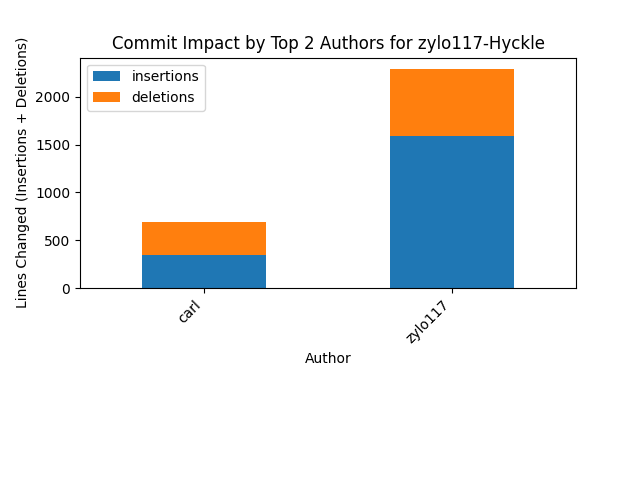 Commit Impact by Top 2 Authors for zylo117-Hyckle
insertions
deletions
Lines Changed (Insertions + Deletions)
2000
1500
1000
500
0
carl
zylo117
Author